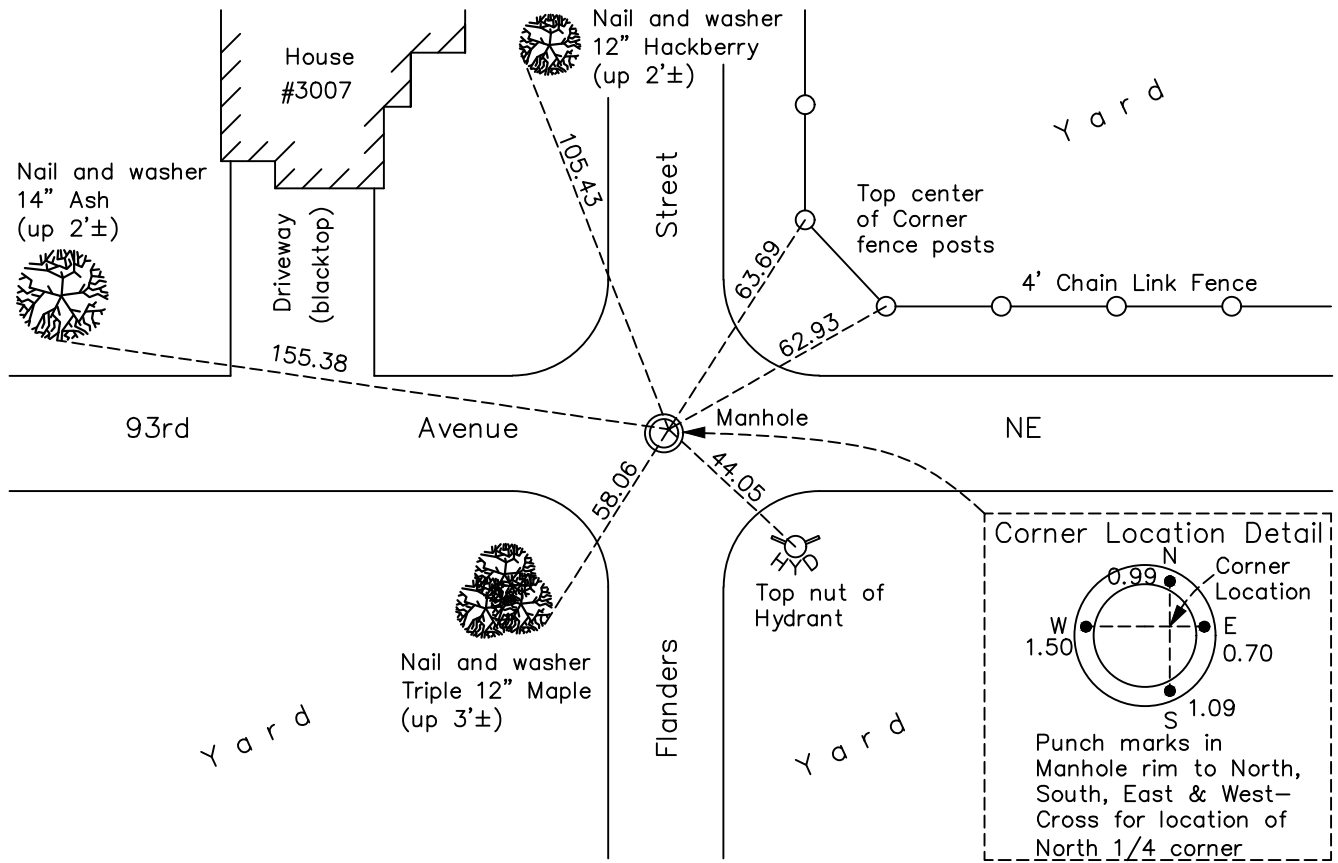 Nail and washer
12" Hackberry
(up 2'±)
House
#3007
Yard
Nail and washer
14" Ash
(up 2'±)
105.43
Street
Top center
of Corner
fence posts
Driveway
(blacktop)
63.69
4' Chain Link Fence
62.93
155.38
93rd Avenue NE
Manhole
58.06
44.05
HYD
Top nut of
Hydrant
Nail and washer
Triple 12" Maple
(up 3'±)
Flanders
Yard
Yard
Corner Location Detail
N
0.99
Corner
Location
W
1.50
E
0.70
S
1.09
Punch marks in
Manhole rim to North,
South, East & West-
Cross for location of
North 1/4 corner